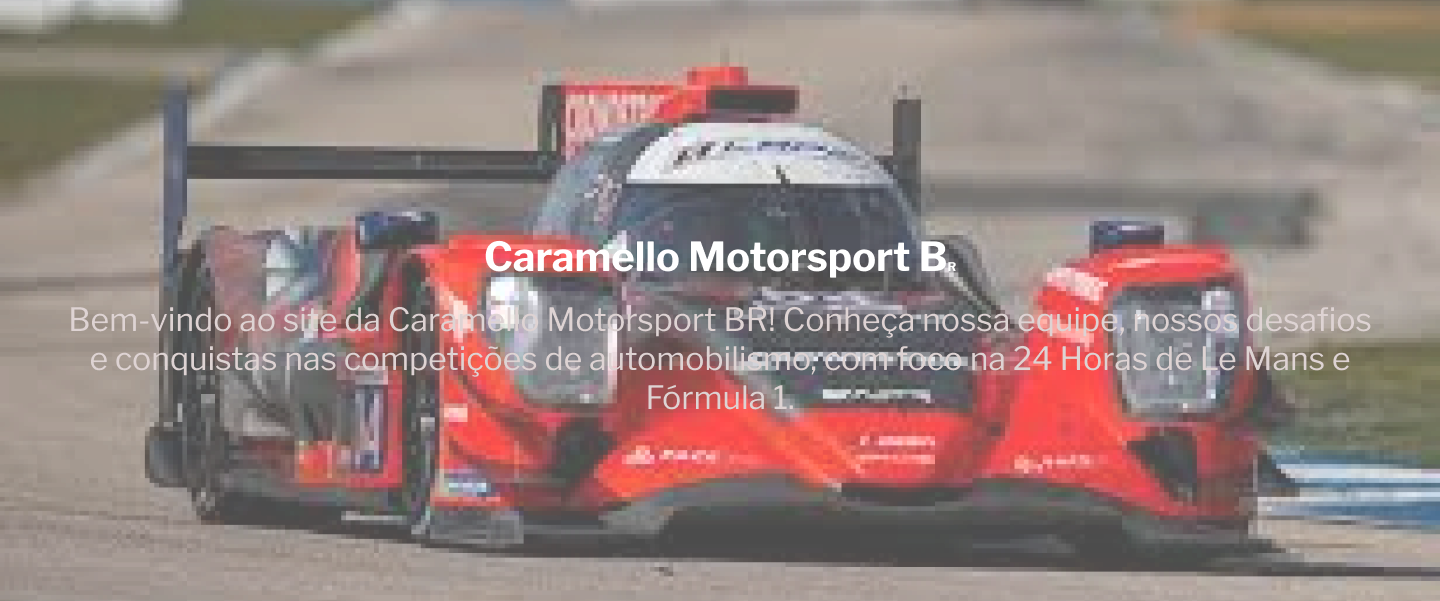 Caramello Motorsport BR
Bem-vindo ao site da Caramello Motorsport BR! Conheça nossa equipe, nossos desafios
e conquistas nas competições de automobilismo, com foco na 24 Horas de Le Mans e
Fórmula 1.